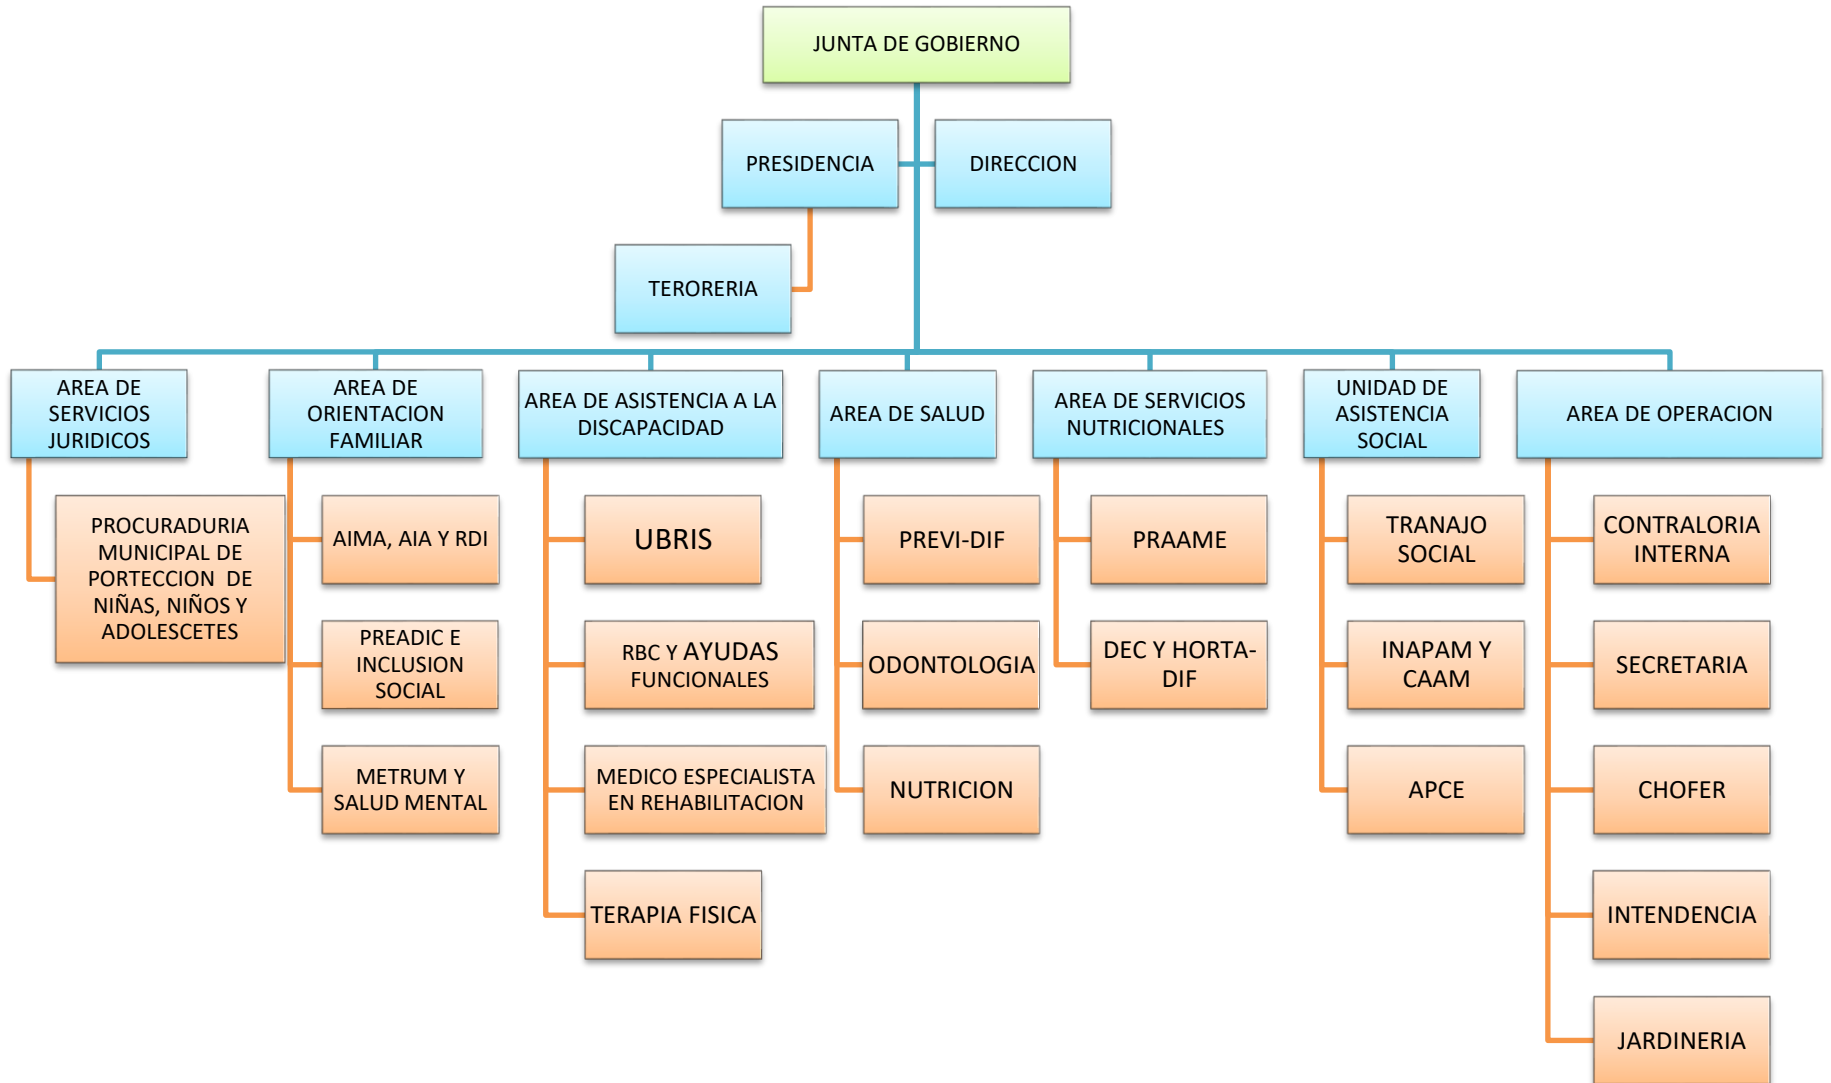 JUNTA DE GOBIERNO
PRESIDENCIA
DIRECCION
TERORERIA
AREA DE
SERVICIOS
JURIDICOS
AREA DE
ORIENTACION
FAMILIAR
AREA DE ASISTENCIA A LA
DISCAPACIDAD
AREA DE SALUD
AREA DE SERVICIOS
NUTRICIONALES
UNIDAD DE
ASISTENCIA
SOCIAL
AREA DE OPERACION
PROCURADURIA
MUNICIPAL DE
PORTECCION DE
NIÑAS, NIÑOS Y
ADOLESCETES
AIMA, AIA Y RDI
PREADIC E
INCLUSION
SOCIAL
METRUM Y
SALUD MENTAL
UBRIS
RBC Y AYUDAS
FUNCIONALES
MEDICO ESPECIALISTA
EN REHABILITACION
TERAPIA FISICA
PREVI-DIF
ODONTOLOGIA
NUTRICION
PRAAME
DEC Y HORTA-
DIF
TRANAJO
SOCIAL
INAPAM Y
CAAM
APCE
CONTRALORIA
INTERNA
SECRETARIA
CHOFER
INTENDENCIA
JARDINERIA